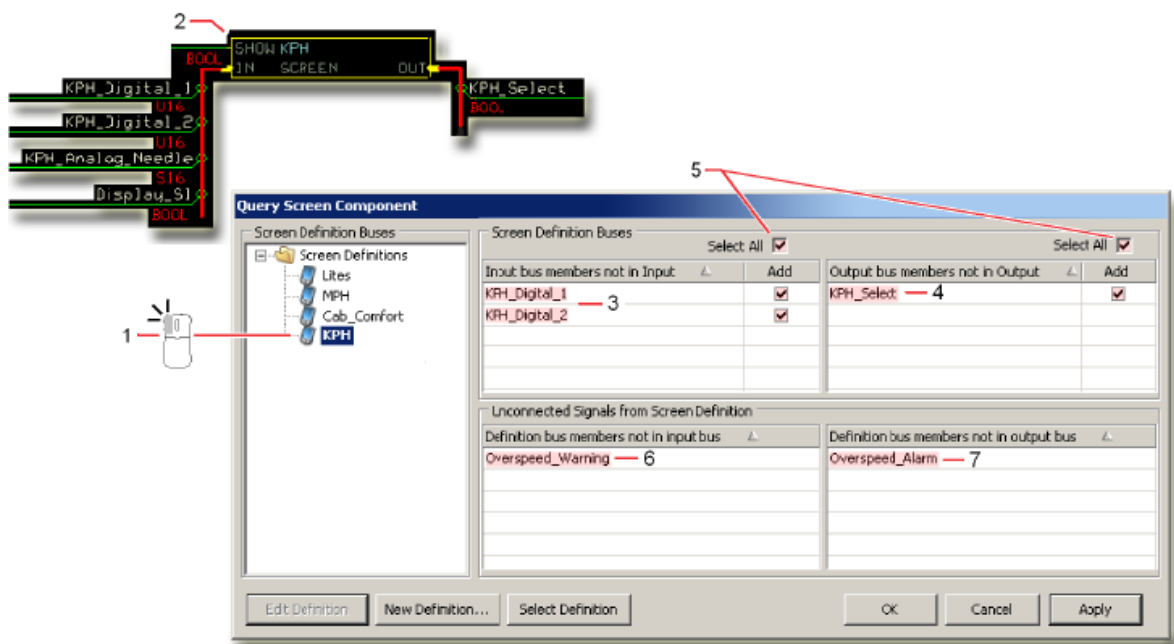 2
SHOW KPH
BOOL
IN SCREEN OUT
KPH_Digital_1
U16
KPH_Digital_2
U16
KPH_Analog_Needle
S16
Display_SI
BOOL
KPH_Select
BOOL
5
Query Screen Component
Screen Definition Buses
Screen Definitions
Lites
MPH
Cab_Comfort
KPH
1
Screen Definition Buses
Select All
Select All
Input bus members not in Input Add
KPH_Digital_1
3
KPH_Digital_2
Output bus members not in Output Add
KPH_Select 4
Unconnected Signals from Screen Definition
Definition bus members not in input bus
Overspeed_Warning 6
Definition bus members not in output bus
Overspeed_Alarm 7
Edit Definition
New Definition...
Select Definition
OK
Cancel
Apply